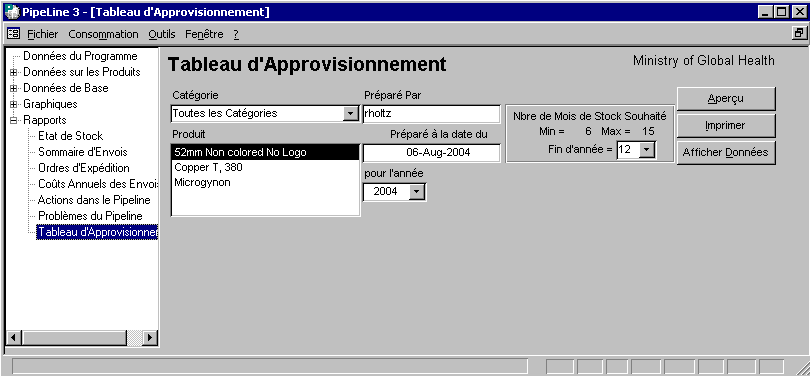 PipeLine 3 - [Tableau d'Approvisionnement]
Fichier Consommation Outils Fenêtre ?
Données du Programme
Données sur les Produits
Données de Base
Graphiques
Rapports
Etat de Stock
Sommaire d'Envois
Ordres d'Expédition
Coûts Annuels des Envoi
Actions dans le Pipeline
Problèmes du Pipeline
Tableau d'Approvisionne
Tableau d'Approvisionnement
Ministry of Global Health
Catégorie
Toutes les Catégories
Préparé Par
rholtz
Produit
52mm Non colored No Logo
Copper T, 380
Microgynon
Préparé à la date du
06-Aug-2004
pour l'année
2004
Nbre de Mois de Stock Souhaité
Min = 6 Max = 15
Fin d'année = 12
Aperçu
Imprimer
Afficher Données